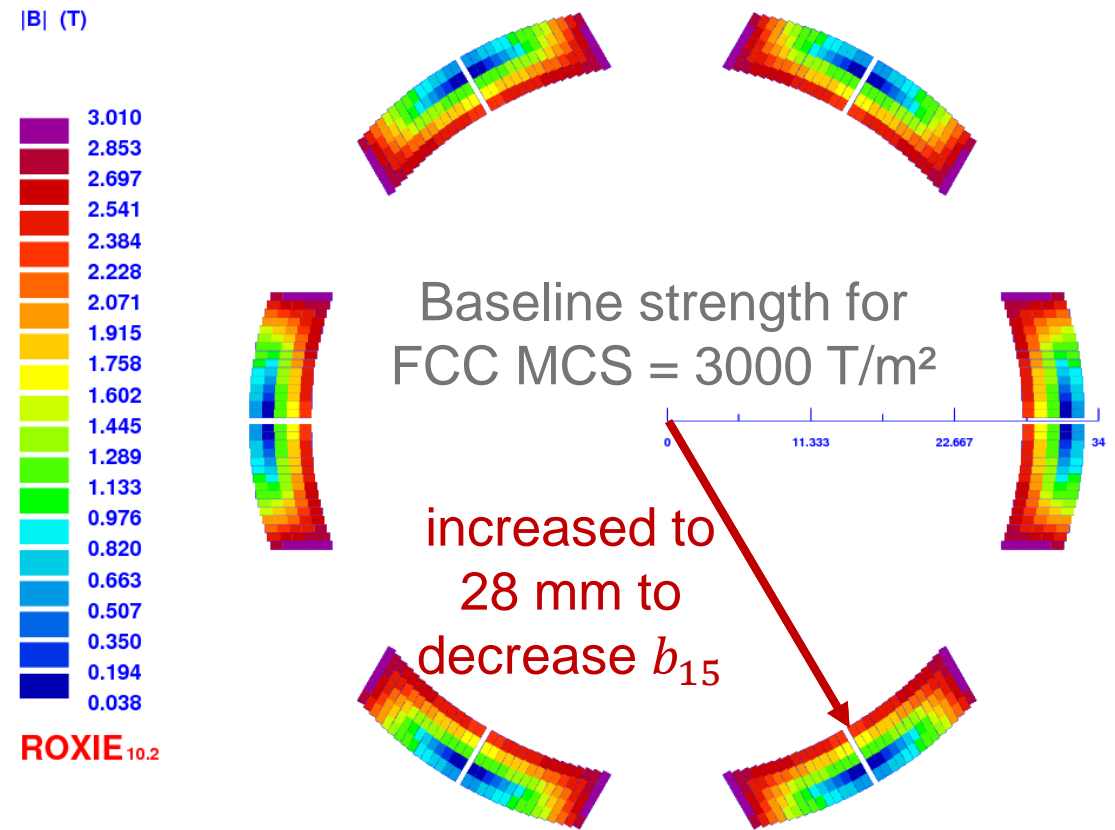 |B| (T)
3.010
2.853
2.697
2.541
2.384
2.228
2.071
1.915
1.758
1.602
1.445
1.289
1.133
0.976
0.820
0.663
0.507
0.350
0.194
0.038
ROXIE 10.2
Baseline strength for
FCC MCS = 3000 T/m²
0 11.333 22.667 34
increased to
28 mm to
decrease b₁₅